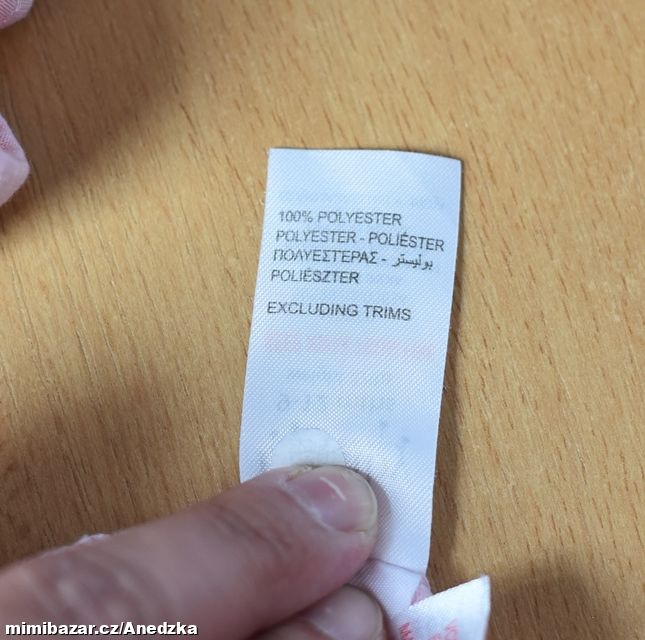 100% POLYESTER
POLYESTER - POLIÉSTER
ΠΟΛΥΕΣΤΕΡΑΣ - بوليستر
POLIÉSZTER
EXCLUDING TRIMS
mimibazar.cz/Anedzka